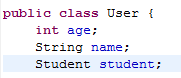 public class User {
    int age;
    String name;
    Student student;